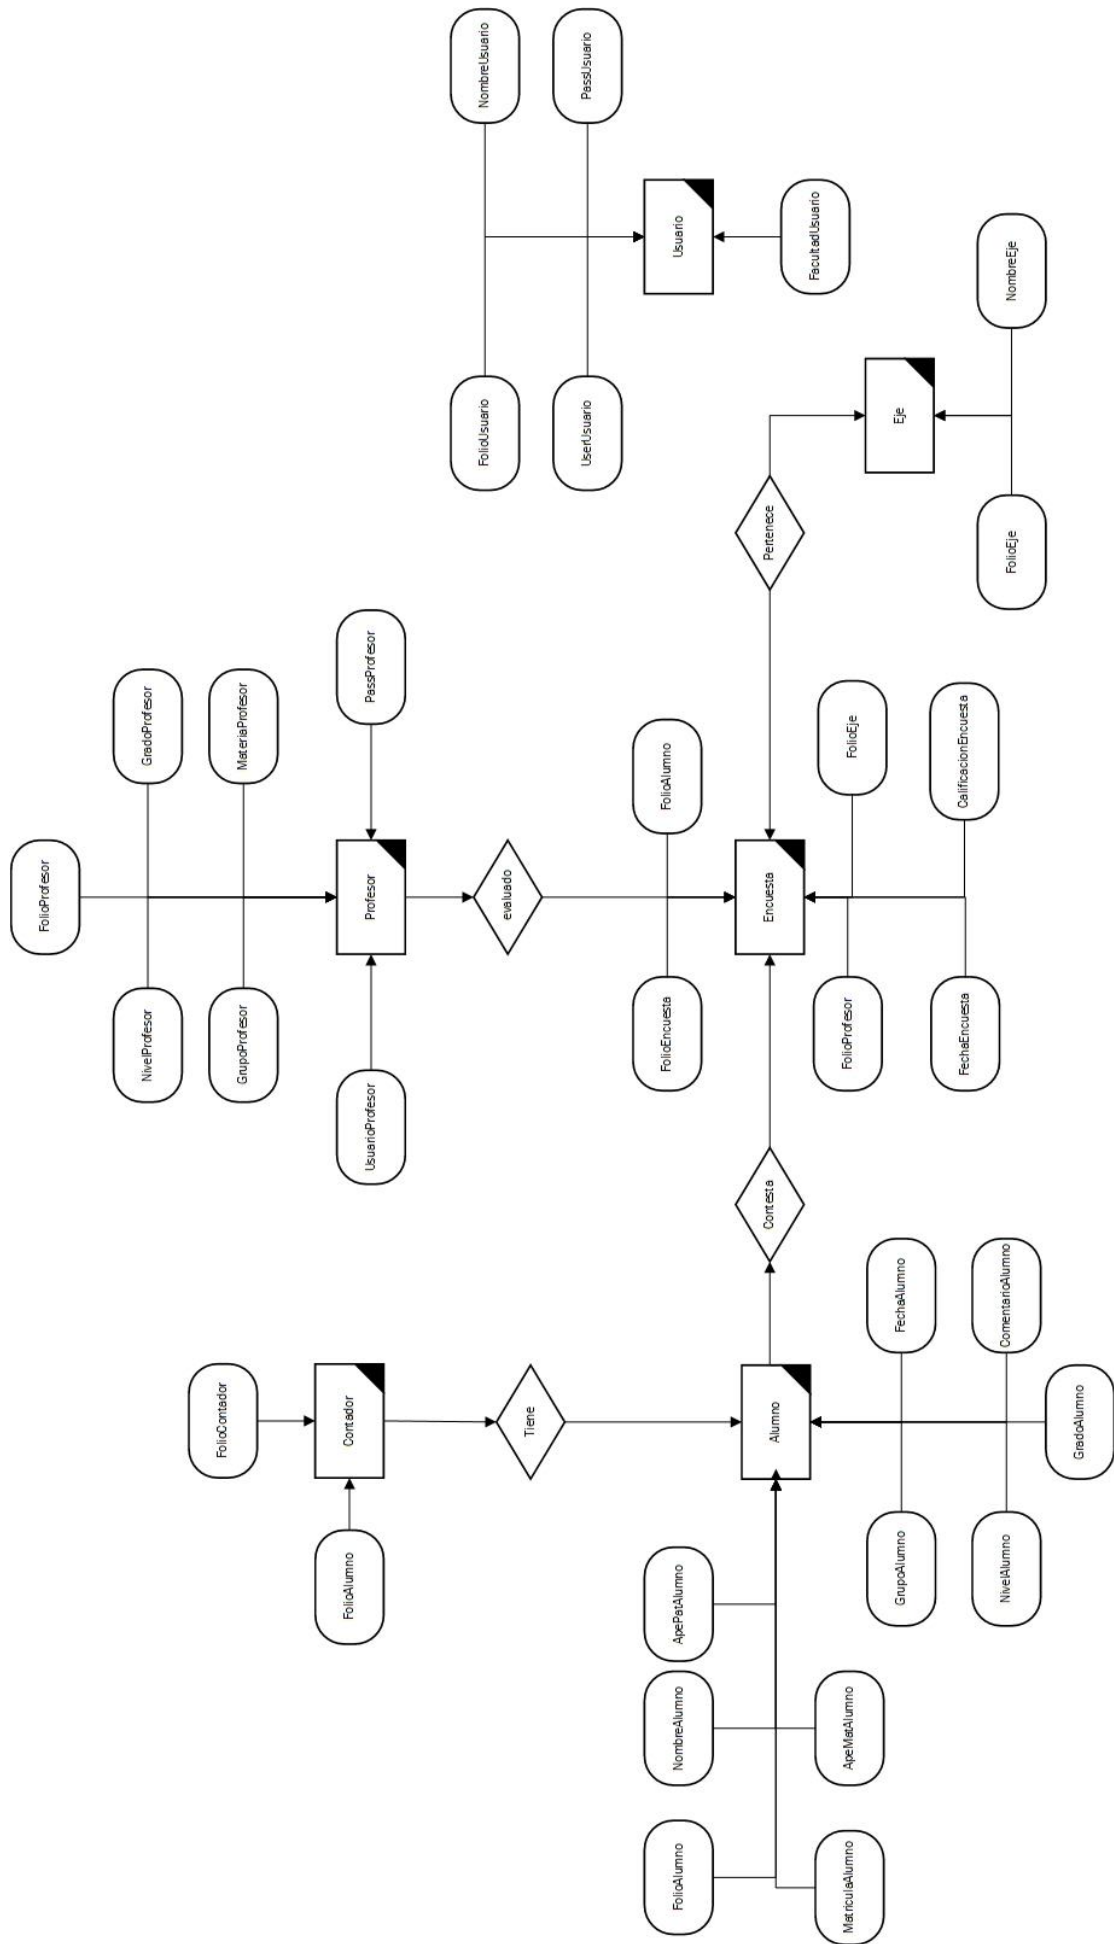 FolioProfesor
NivelProfesor
GradoProfesor
FolioContador
GrupoProfesor
MateriaProfesor
FolioAlumno
Contador
UsuarioProfesor
Profesor
PassProfesor
FolioUsuario
NombreUsuario
Tiene
evaluado
UserUsuario
PassUsuario
FolioAlumno
NombreAlumno
ApePatAlumno
FolioEncuesta
FolioAlumno
Usuario
Alumno
Contesta
Encuesta
Pertenece
FacultadUsuario
MatriculaAlumno
ApeMatAlumno
FolioProfesor
FolioEje
GrupoAlumno
FechaAlumno
Eje
FechaEncuesta
CalificacionEncuesta
NivelAlumno
ComentarioAlumno
FolioEje
NombreEje
GradoAlumno